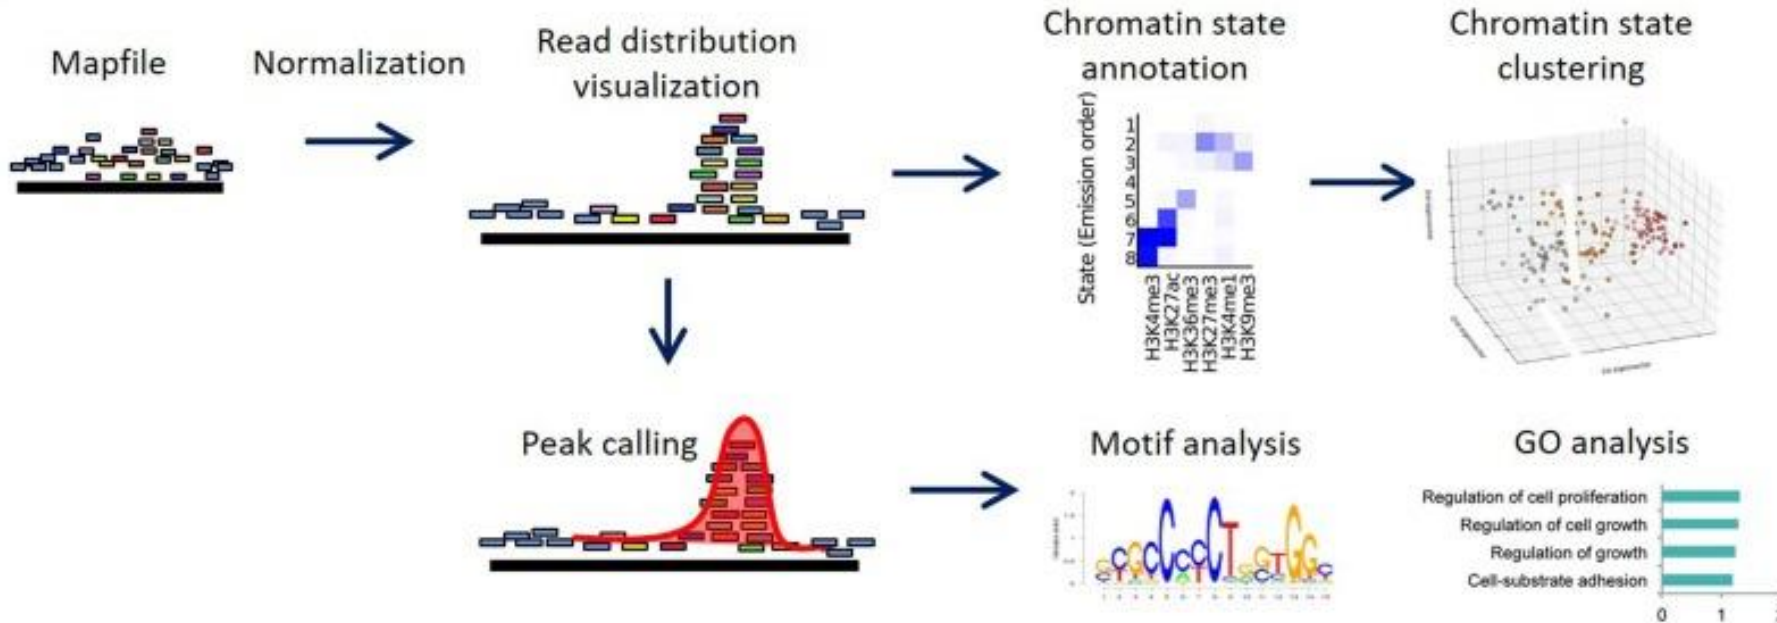 Mapfile
Normalization
Read distribution
visualization
Chromatin state
annotation
Chromatin state
clustering
State (Emission order)
1
2
3
4
5
6
7
8
H3K4me3
H3K27ac
H3K36me3
H3K27me3
H3K4me1
H3K9me3
Peak calling
Motif analysis
GO analysis
Regulation of cell proliferation
Regulation of cell growth
Regulation of growth
Cell-substrate adhesion
0 1